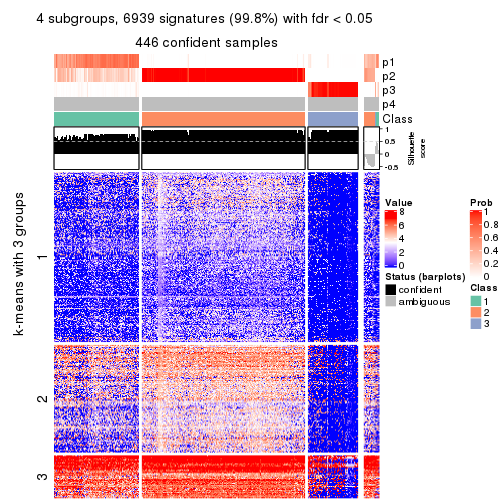 4 subgroups, 6939 signatures (99.8%) with fdr < 0.05
446 confident samples
p1
p2
p3
p4
Class
1
0.5
0
-0.5
Silhouette
score
k-means with 3 groups
1
2
3
Value
8
6
4
2
0
Status (barplots)
confident
ambiguous
Prob
1
0.8
0.6
0.4
0.2
0
Class
1
2
3